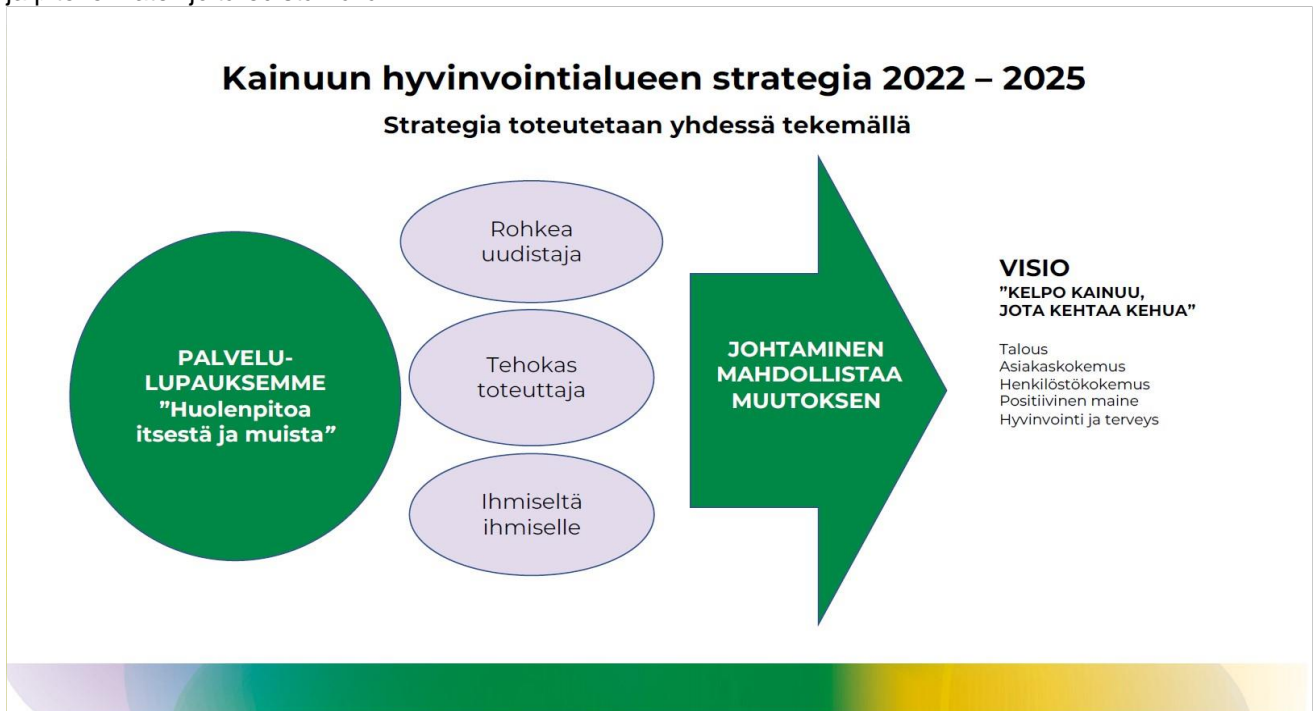 Kainuun hyvinvointialueen strategia 2022 – 2025
Strategia toteutetaan yhdessä tekemällä
PALVELU-
LUPAUKSEMME
”Huolenpitoa
itsestä ja muista”
Rohkea
uudistaja
Tehokas
toteuttaja
Ihmiseltä
ihmiselle
JOHTAMINEN
MAHDOLLISTAA
MUUTOKSEN
VISIO
”KELPO KAINUU,
JOTA KEHTAA KEHUA”
Talous
Asiakaskokemus
Henkilöstökokemus
Positiivinen maine
Hyvinvointi ja terveys